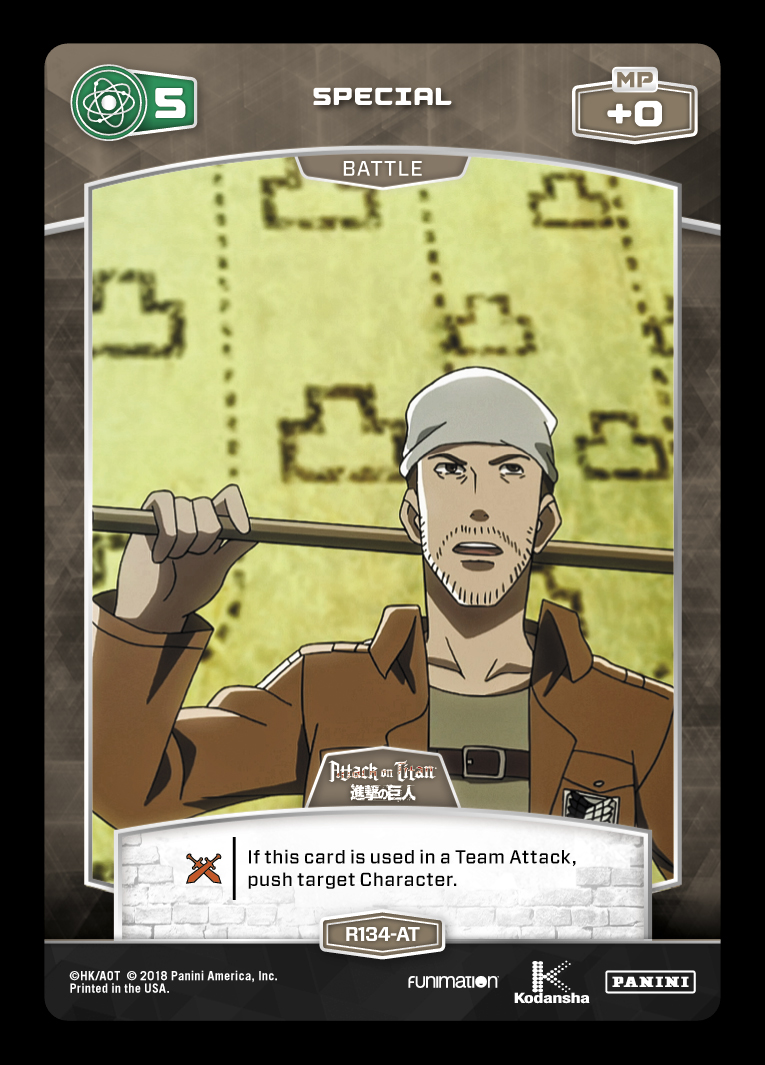 5
SPECIAL
MP
+0
BATTLE
Attack on Titan
進撃の巨人
If this card is used in a Team Attack,
push target Character.
R134-AT
©HK/AOT © 2018 Panini America, Inc.
Printed in the USA.
FUNIMATION
Kodansha
PANINI